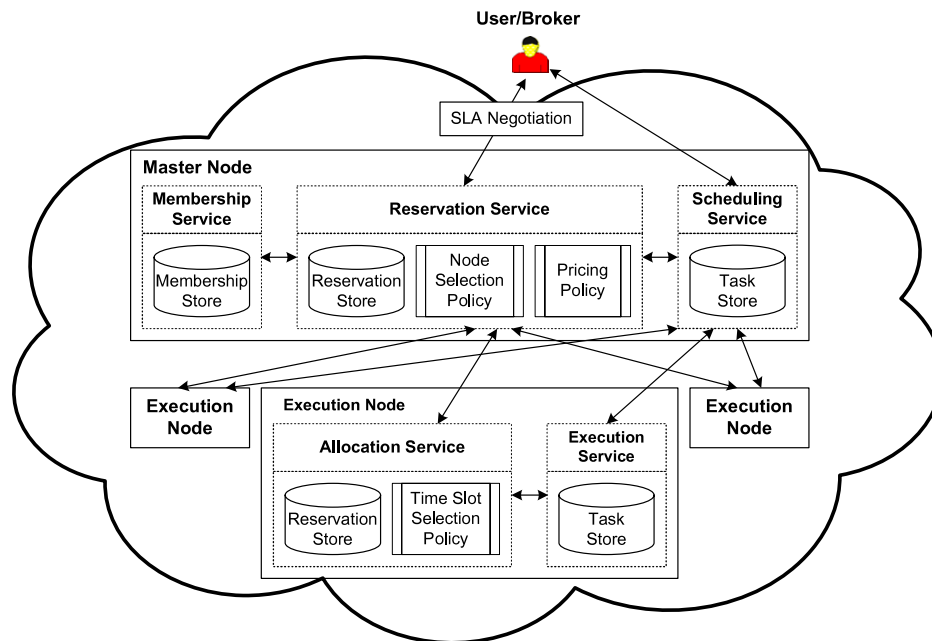 User/Broker
SLA Negotiation
Master Node
Membership
Service
Reservation Service
Scheduling
Service
Membership
Store
Reservation
Store
Node
Selection
Policy
Pricing
Policy
Task
Store
Execution
Node
Execution Node
Execution
Node
Allocation Service
Execution
Service
Reservation
Store
Time Slot
Selection
Policy
Task
Store